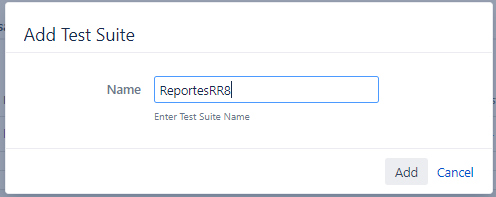 Add Test Suite
Name
ReportesRR8
Enter Test Suite Name
Add
Cancel